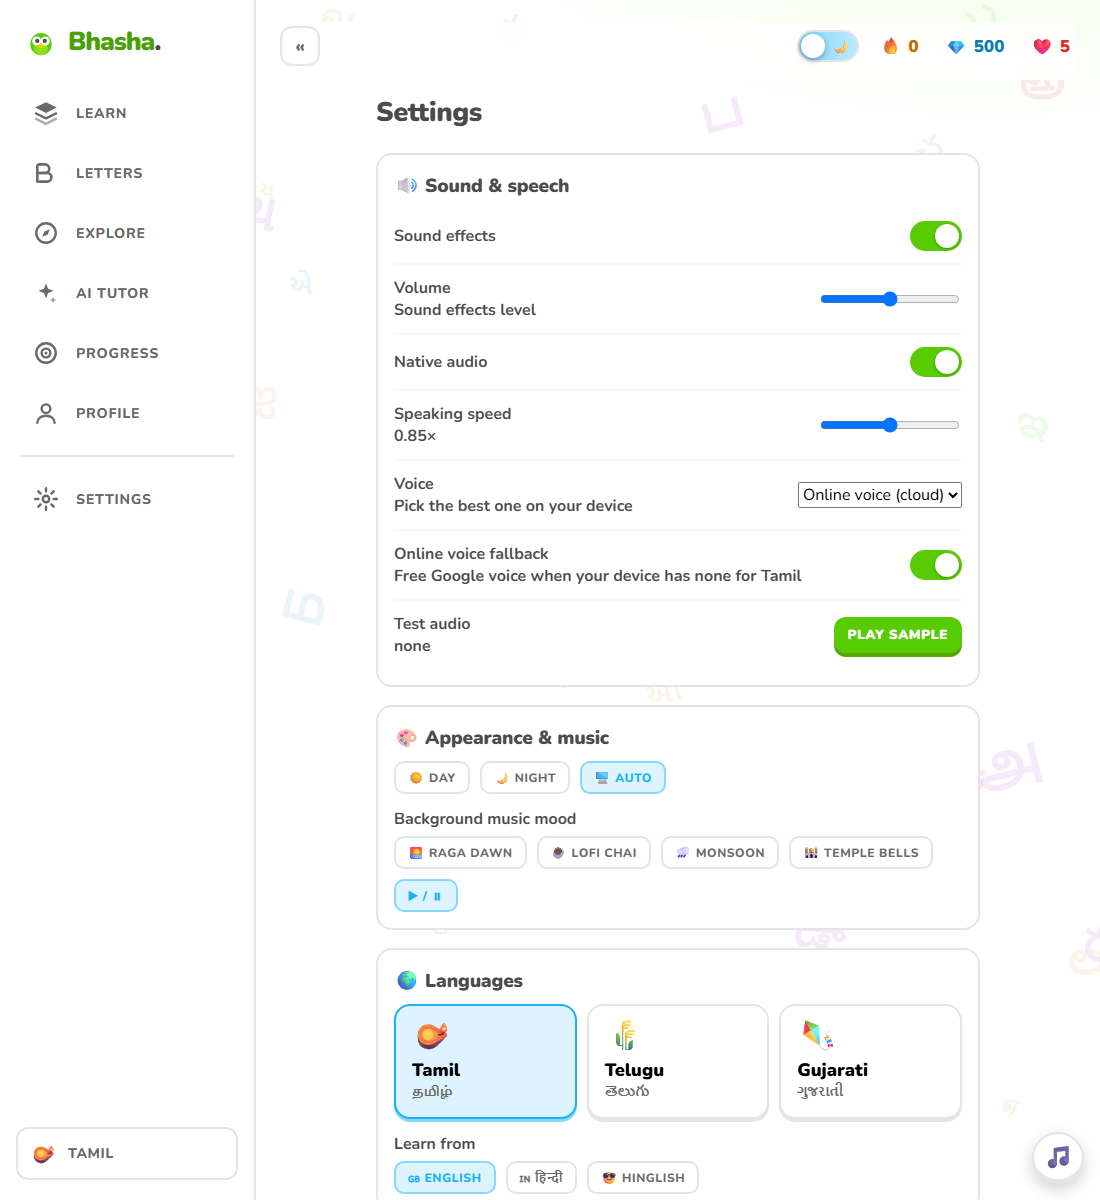 Bhasha.
«
0
500
5
LEARN
LETTERS
EXPLORE
AI TUTOR
PROGRESS
PROFILE
SETTINGS
TAMIL
Settings
Sound & speech
Sound effects
Volume
Sound effects level
Native audio
Speaking speed
0.85×
Voice
Pick the best one on your device
Online voice (cloud)
Online voice fallback
Free Google voice when your device has none for Tamil
Test audio
none
PLAY SAMPLE
Appearance & music
DAY
NIGHT
AUTO
Background music mood
RAGA DAWN
LOFI CHAI
MONSOON
TEMPLE BELLS
/
Languages
Tamil
தமிழ்
Telugu
తెలుగు
Gujarati
ગુજરાતી
Learn from
GB ENGLISH
IN हिन्दी
HINGLISH
அ